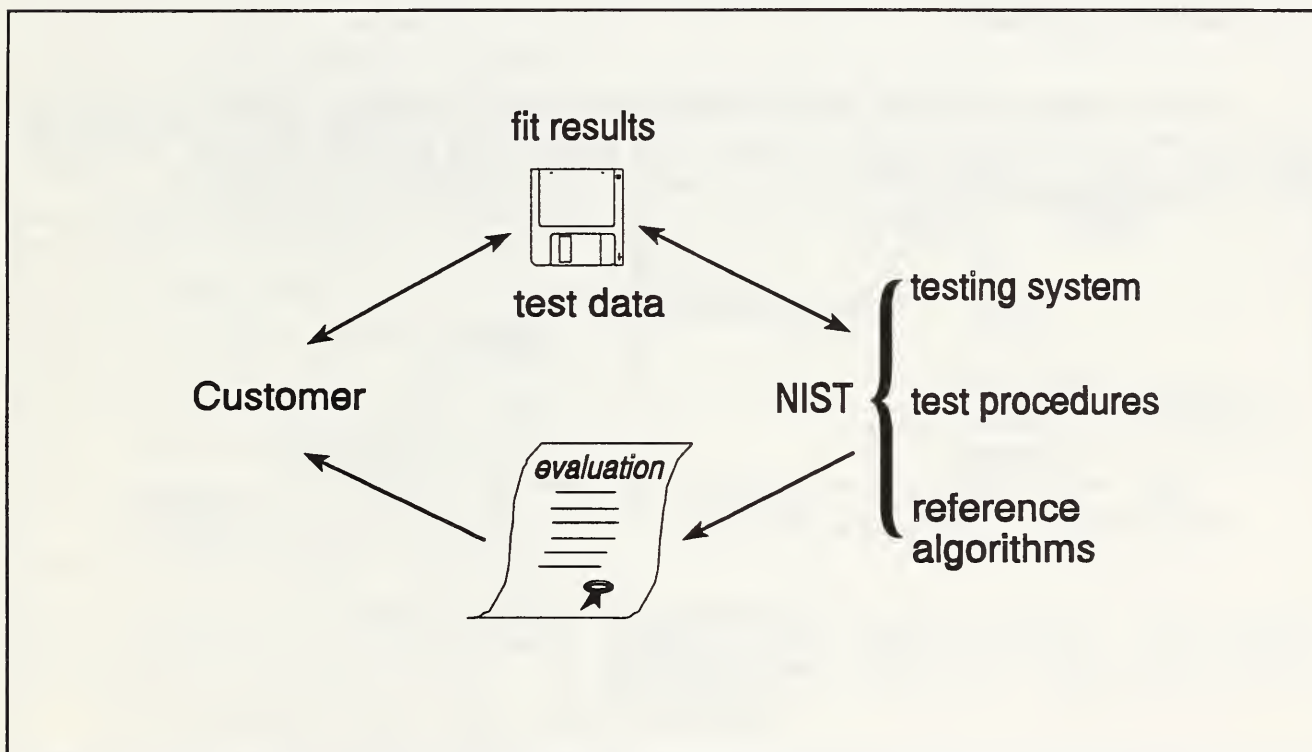 fit results
test data
Customer
NIST
testing system
test procedures
reference
algorithms
evaluation